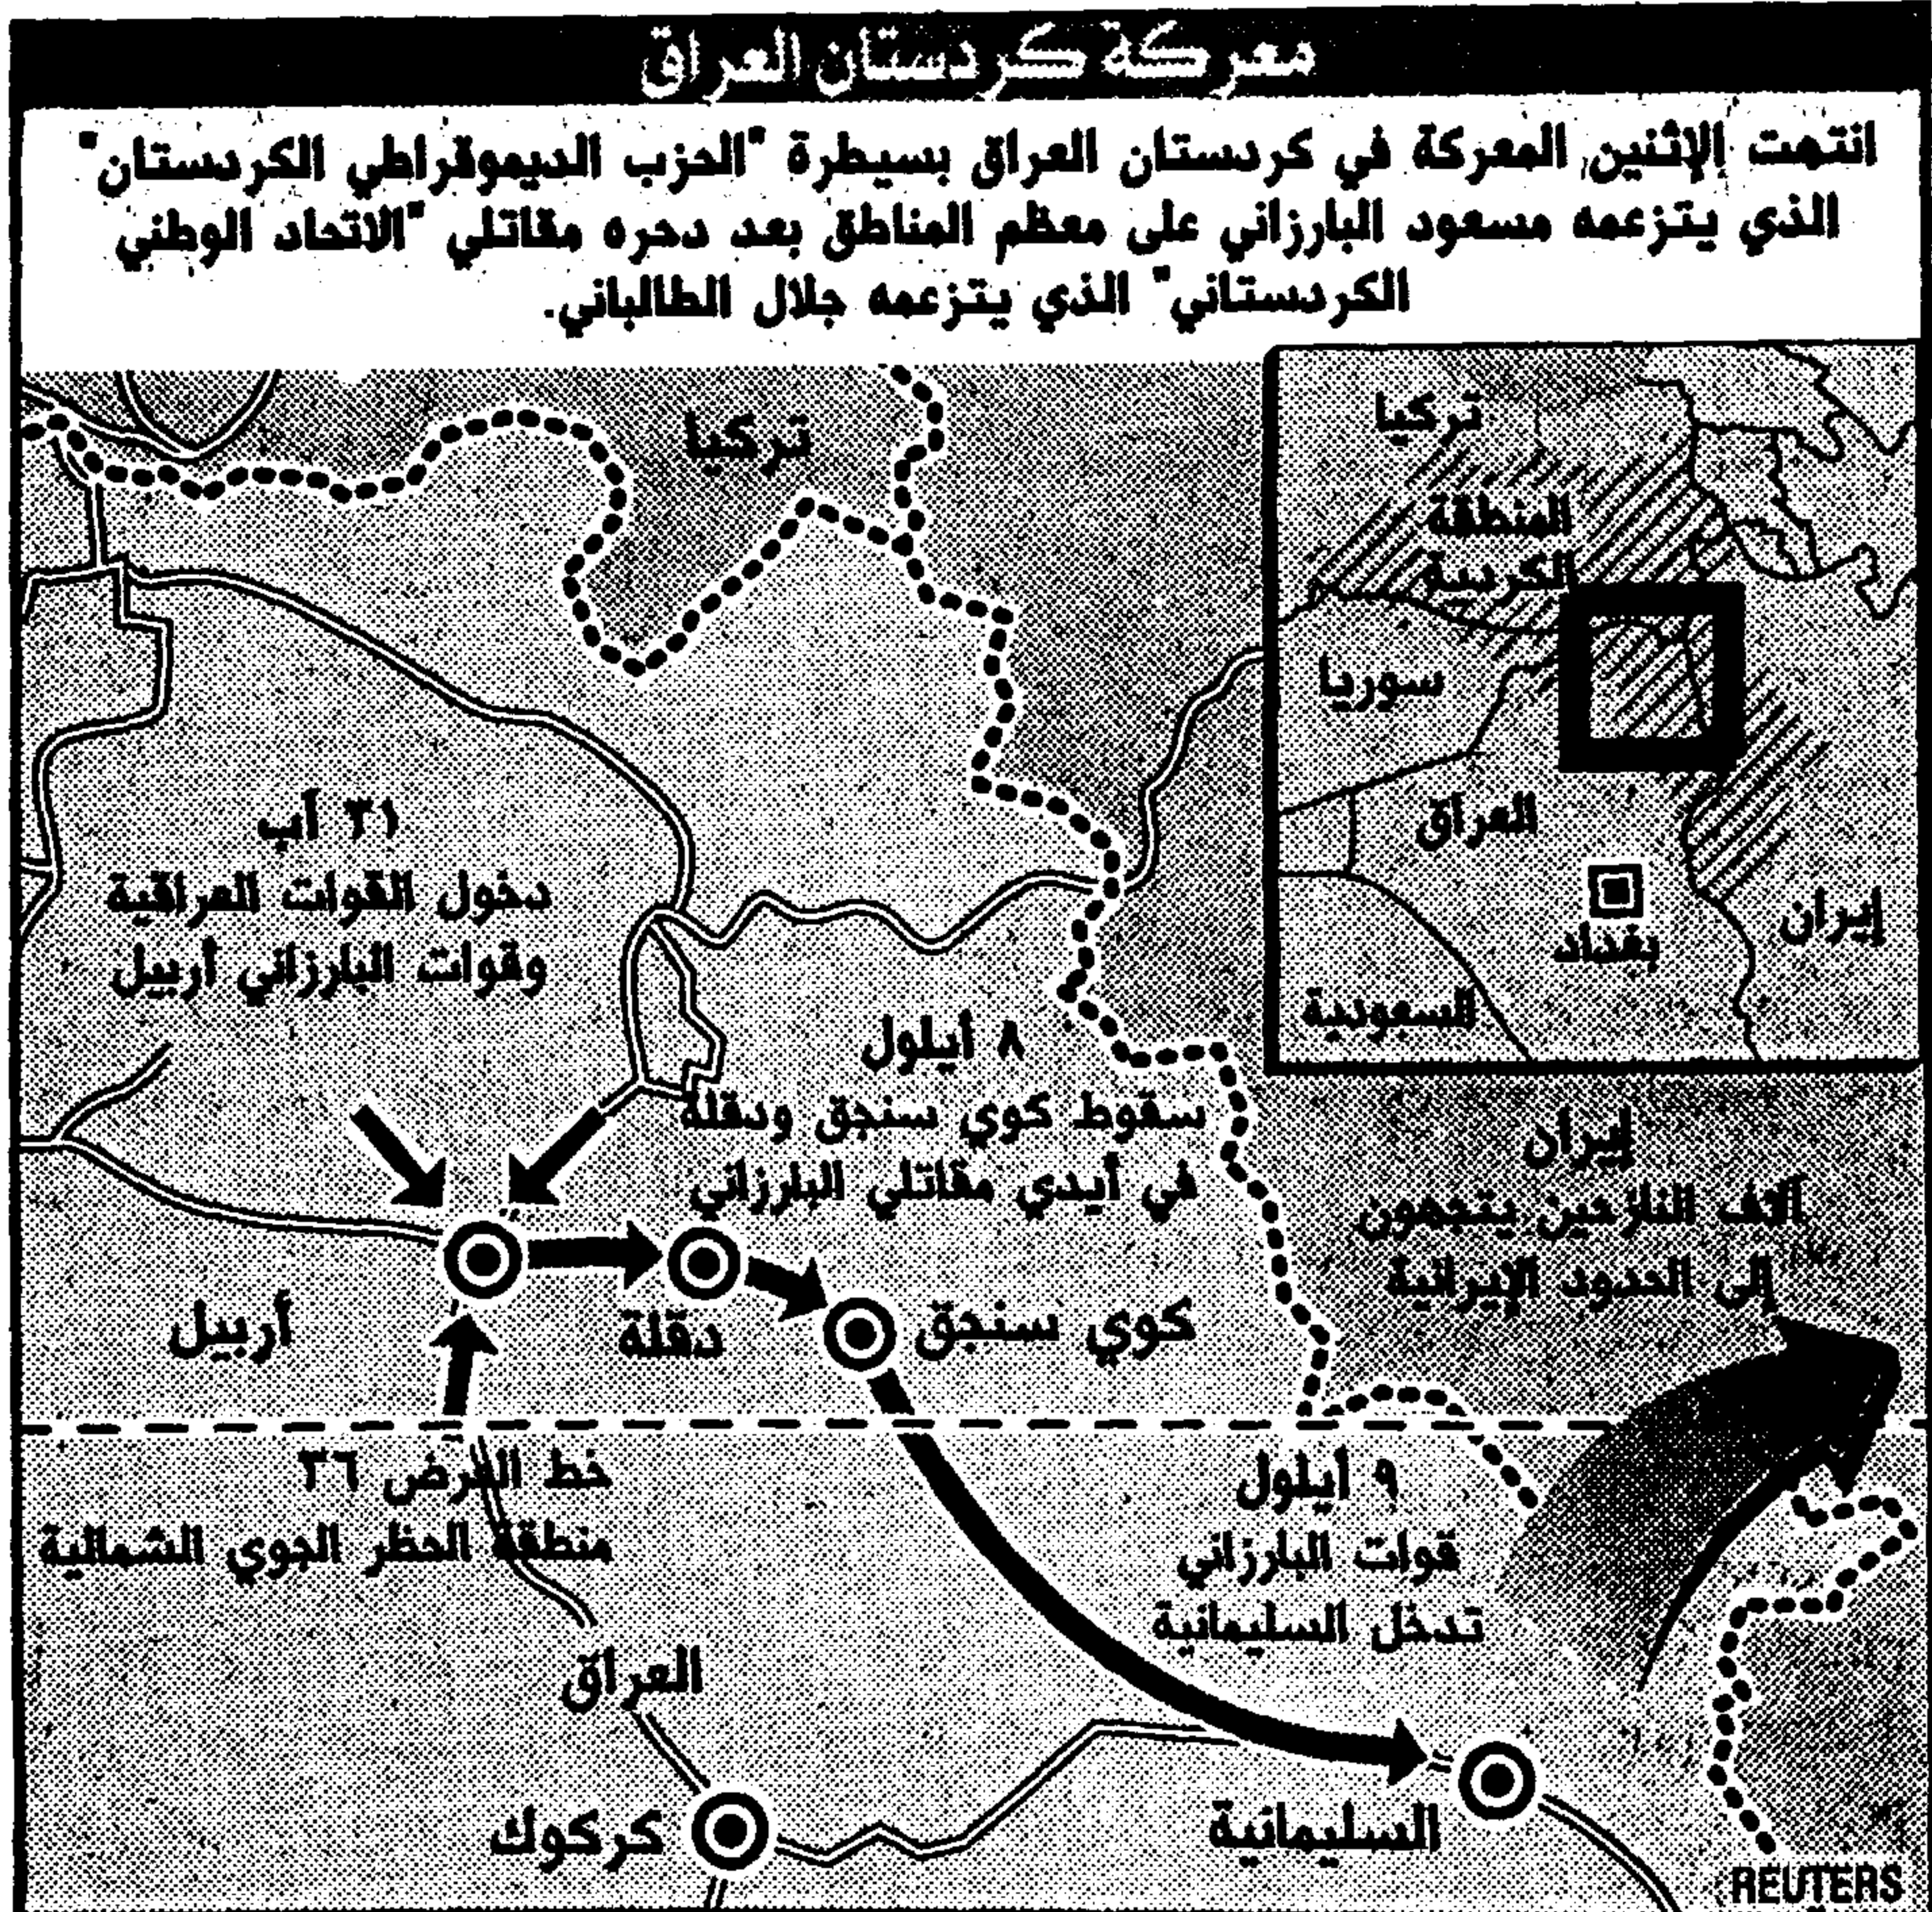 معركة كردستان العراق
انتهت الإثنين المعركة في كردستان العراق بسيطرة "الحزب الديموقراطي الكردستان"
الذي يتزعمه مسعود البارزاني على معظم المناطق بعد دحره مقاتلي "الاتحاد الوطني
الكردستاني" الذي يتزعمه جلال الطالباني.
تركيا
المنطقة
الكردية
سوريا
العراق
بغداد
إيران
السعودية
تركيا
٣١ آب
دخول القوات العراقية
وقوات البارزاني أربيل
٨ أيلول
سقوط كوي سنجق ودقلة
في أيدي مقاتلي البارزاني
إيران
آلاف النازحين يتجهون
إلى الحدود الإيرانية
أربيل
دقلة
كوي سنجق
خط العرض ٣٦
منطقة الحظر الجوي الشمالية
٩ أيلول
قوات البارزاني
تدخل السليمانية
العراق
كركوك
السليمانية
REUTERS